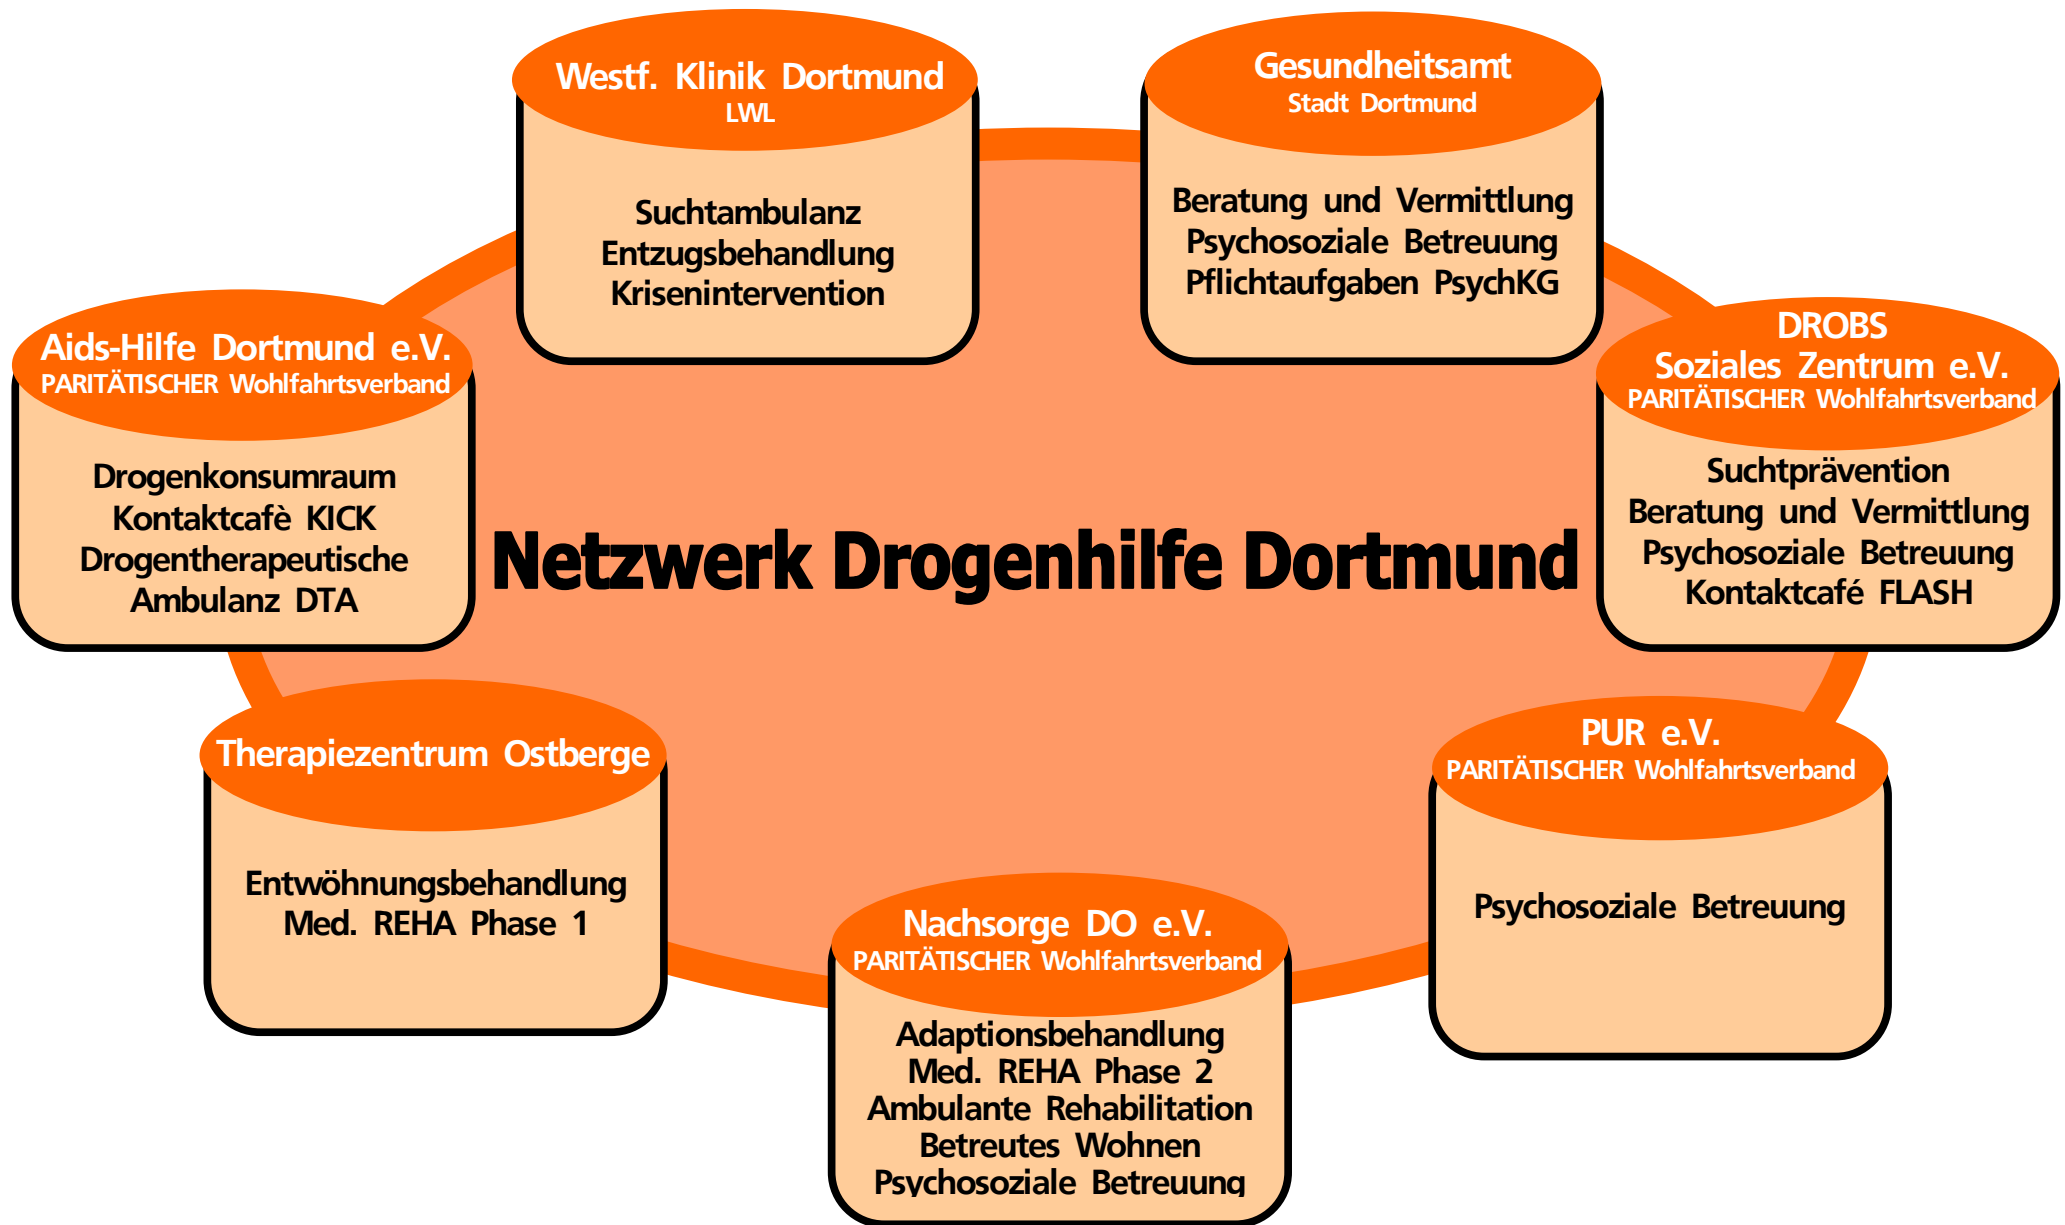 Westf. Klinik Dortmund
LWL
Suchtambulanz
Entzugsbehandlung
Krisenintervention
Gesundheitsamt
Stadt Dortmund
Beratung und Vermittlung
Psychosoziale Betreuung
Pflichtaufgaben PsychKG
Aids-Hilfe Dortmund e.V.
PARITÄTISCHER Wohlfahrtsverband
Drogenkonsumraum
Kontaktcafè KICK
Drogentherapeutische
Ambulanz DTA
DROBS
Soziales Zentrum e.V.
PARITÄTISCHER Wohlfahrtsverband
Suchtprävention
Beratung und Vermittlung
Psychosoziale Betreuung
Kontaktcafé FLASH
Netzwerk Drogenhilfe Dortmund
Therapiezentrum Ostberge
Entwöhnungsbehandlung
Med. REHA Phase 1
PUR e.V.
PARITÄTISCHER Wohlfahrtsverband
Psychosoziale Betreuung
Nachsorge DO e.V.
PARITÄTISCHER Wohlfahrtsverband
Adaptionsbehandlung
Med. REHA Phase 2
Ambulante Rehabilitation
Betreutes Wohnen
Psychosoziale Betreuung